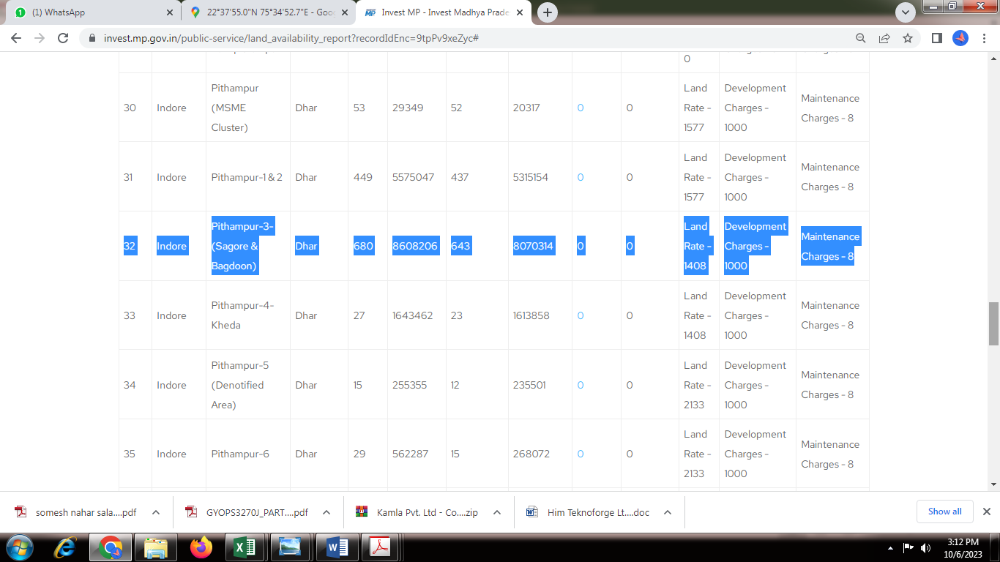 (1) WhatsApp
22°37'55.0"N 75°34'52.7"E - Goo
Invest MP - Invest Madhya Prade
invest.mp.gov.in/public-service/land_availability_report?recordIdEnc=9tpPv9xeZyc#
0
30 Indore Pithampur (MSME Cluster) Dhar 53 29349 52 20317 0 0 Land Rate - 1577 Development Charges - 1000 Maintenance Charges - 8
31 Indore Pithampur-1 & 2 Dhar 449 5575047 437 5315154 0 0 Land Rate - 1577 Development Charges - 1000 Maintenance Charges - 8
32 Indore Pithampur-3- (Sagore & Bagdoon) Dhar 680 8608206 643 8070314 0 0 Land Rate - 1408 Development Charges - 1000 Maintenance Charges - 8
33 Indore Pithampur-4- Kheda Dhar 27 1643462 23 1613858 0 0 Land Rate - 1408 Development Charges - 1000 Maintenance Charges - 8
34 Indore Pithampur-5 (Denotified Area) Dhar 15 255355 12 235501 0 0 Land Rate - 2133 Development Charges - 1000 Maintenance Charges - 8
35 Indore Pithampur-6 Dhar 29 562287 15 268072 0 0 Land Rate - 2133 Development Charges - 1000 Maintenance Charges - 8
somesh nahar sala....pdf
GYOPS3270J_PART....pdf
Kamla Pvt. Ltd - Co....zip
Him Teknoforge Lt....doc
Show all
3:12 PM
10/6/2023